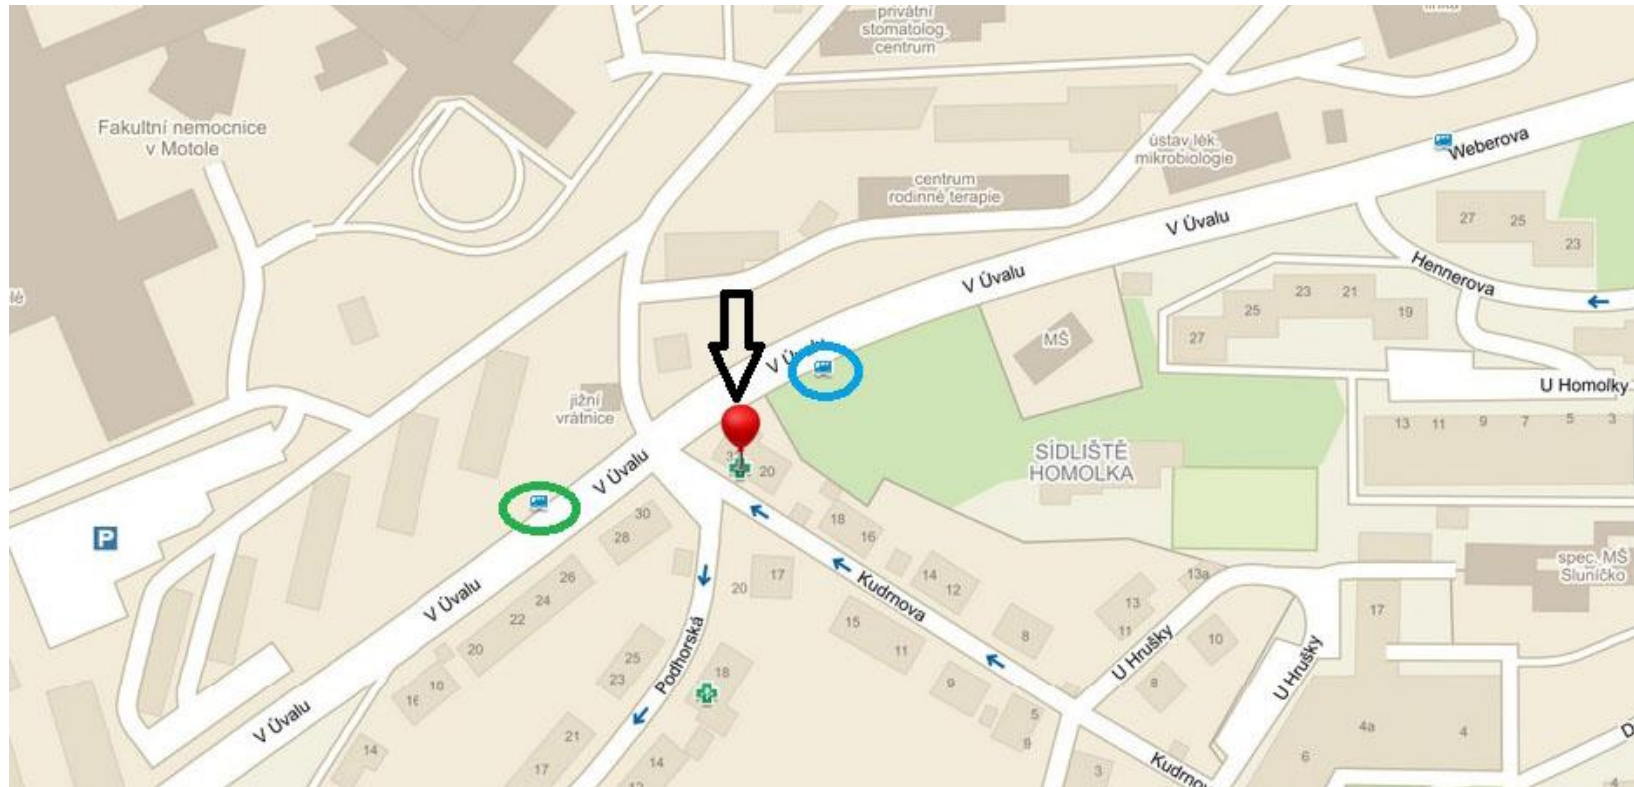 privátní
stomatolog.
centrum
Fakultní nemocnice
v Motole
ústav lék.
mikrobiologie
Weberova
centrum
rodinné terapie
V Úvalu
27
25
23
Hennerova
V Úvalu
23
21
25
19
27
MŠ
U Homolky
jižní
vrátnice
13
11
9
7
5
3
SÍDLIŠTĚ
HOMOLKA
20
V Úvalu
30
28
P
18
16
spec. MŠ
Sluníčko
26
24
22
20
V Úvalu
17
20
14
12
Kudrnova
13a
13
11
17
15
11
8
10
U Hrušky
25
23
Podhorská
18
10
9
8
U Hrušky
5
V Úvalu
14
21
17
14
4a
4
6
3